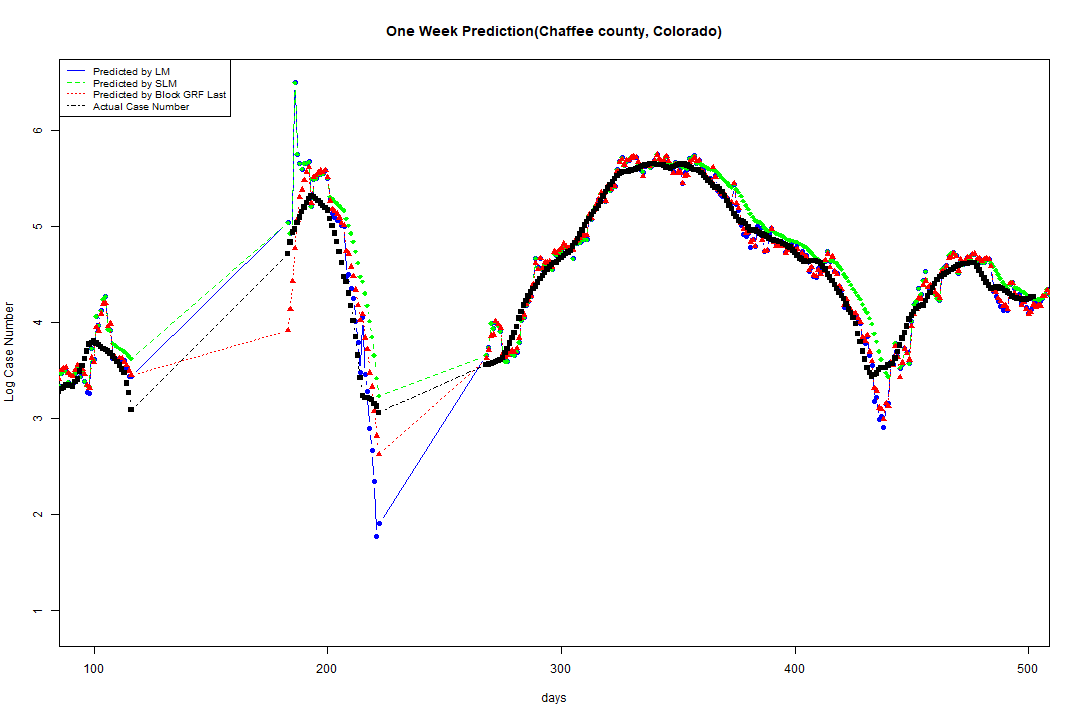 One Week Prediction(Chaffee county, Colorado)
Predicted by LM
Predicted by SLM
Predicted by Block GRF Last
Actual Case Number
6
5
4
3
2
1
Log Case Number
100 200 300 400 500
days